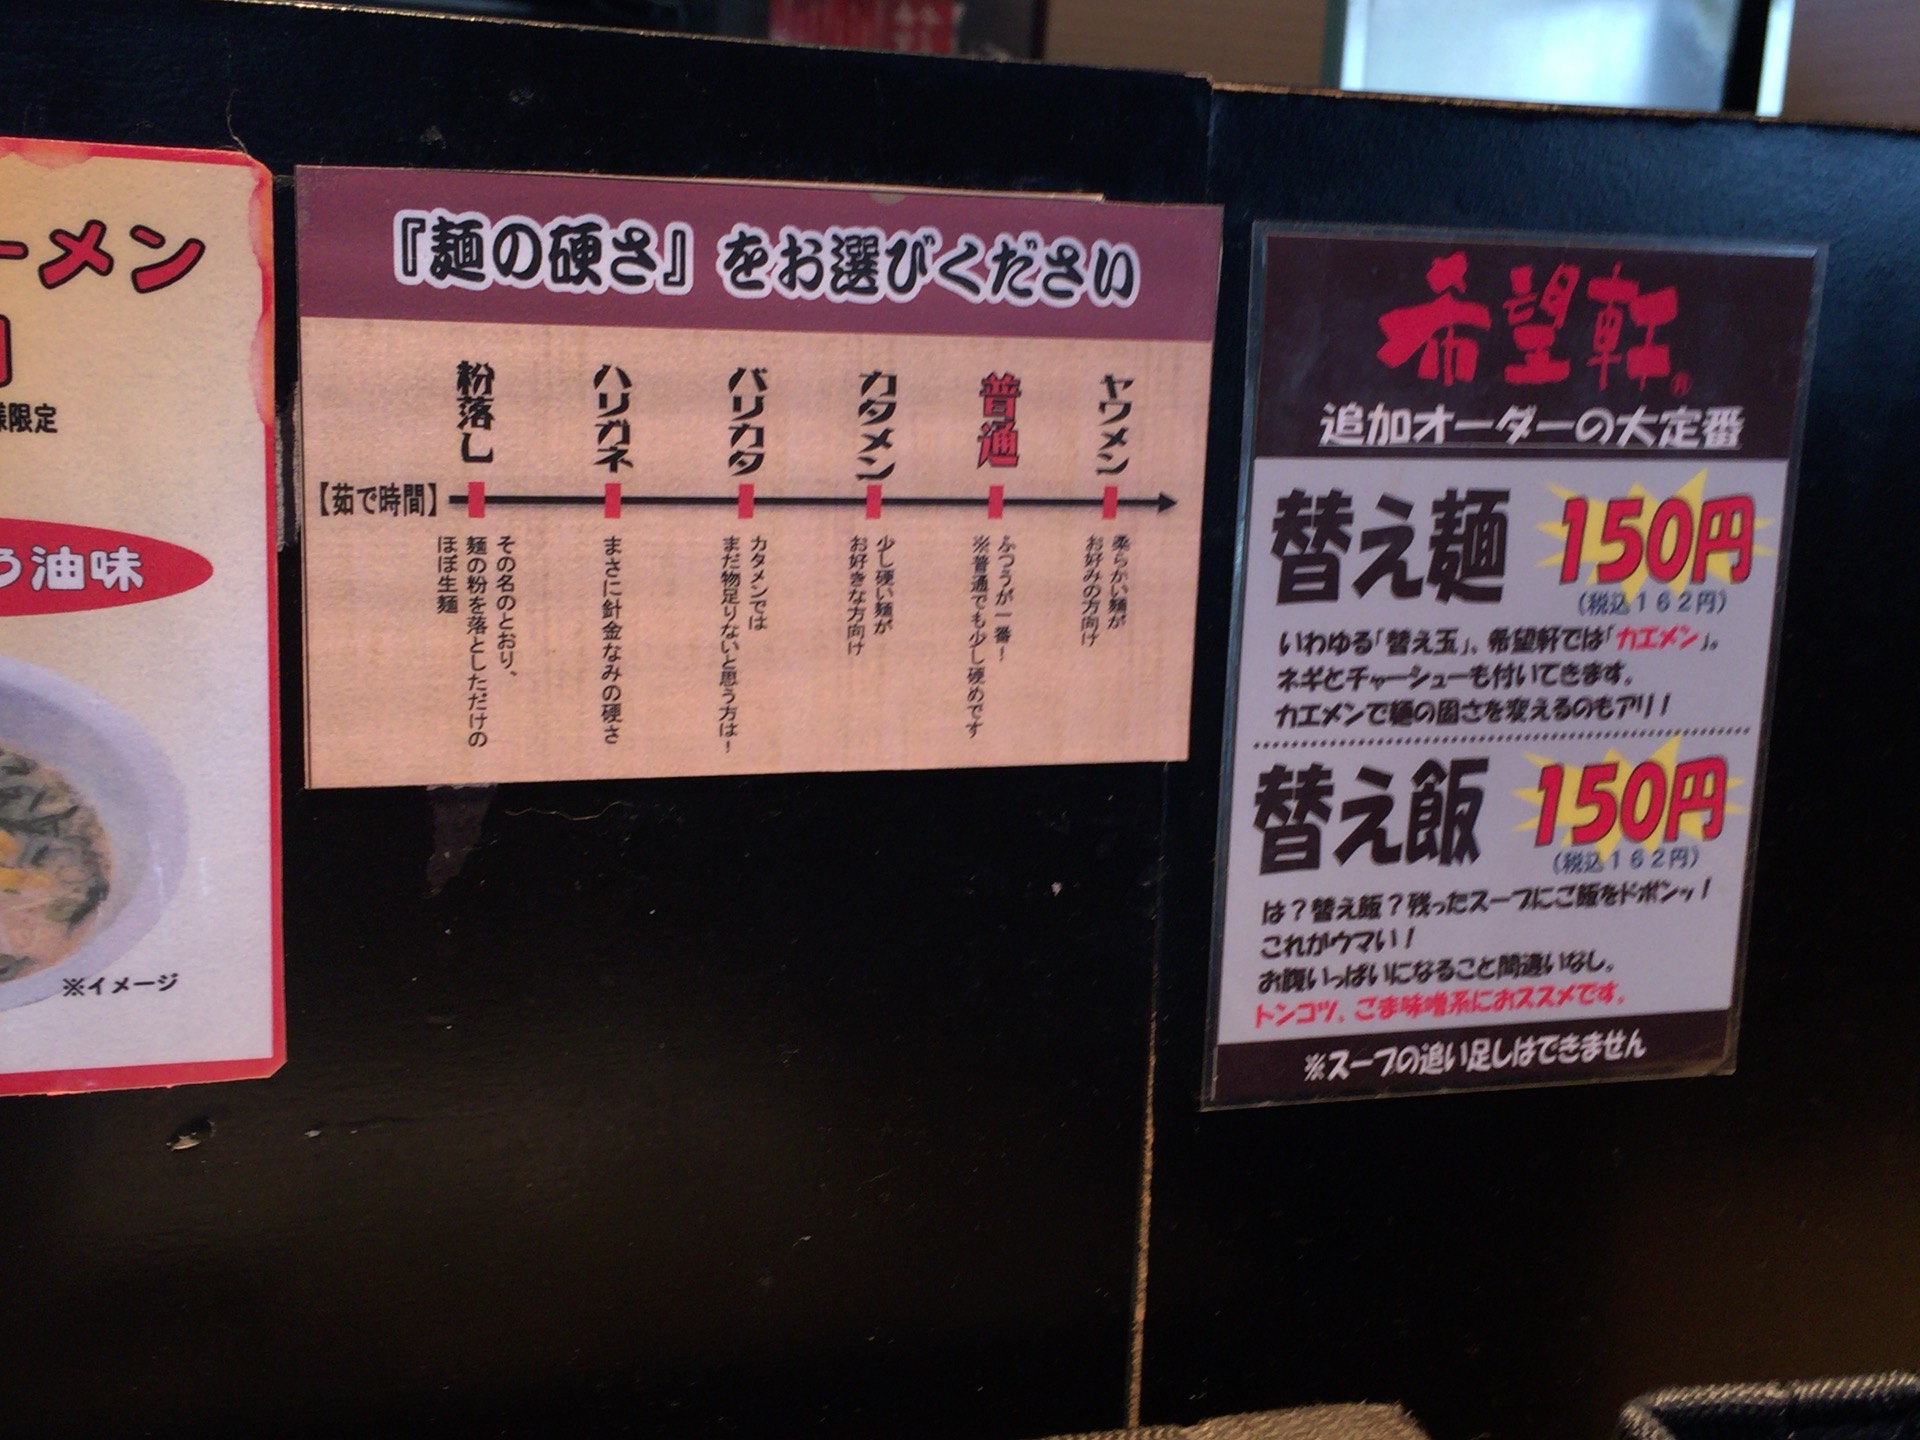 ーメン
様限定
う油味
※イメージ
『麺の硬さ』をお選びください
【茹で時間】
粉落し
その名のとおり、
麺の粉を落としただけの
ほぼ生麺
ハリガネ
まさに針金なみの硬さ
バリカタ
カタメンでは
まだ物足りないと思う方は!
カタメン
少し硬い麺が
お好きな方向け
普通
ふつうが一番!
※普通でも少し硬めです
ヤワメン
柔らかい麺が
お好みの方向け
希望軒®
追加オーダーの大定番
替え麺 150円
(税込162円)
いわゆる「替え玉」、希望軒では「カエメン」。
ネギとチャーシューも付いてきます。
カエメンで麺の固さを変えるのもアリ!
替え飯 150円
(税込162円)
は?替え飯?残ったスープにご飯をドボンッ!
これがウマい!
お腹いっぱいになること間違いなし。
トンコツ、ごま味噌系におススメです。
※スープの追い足しはできません